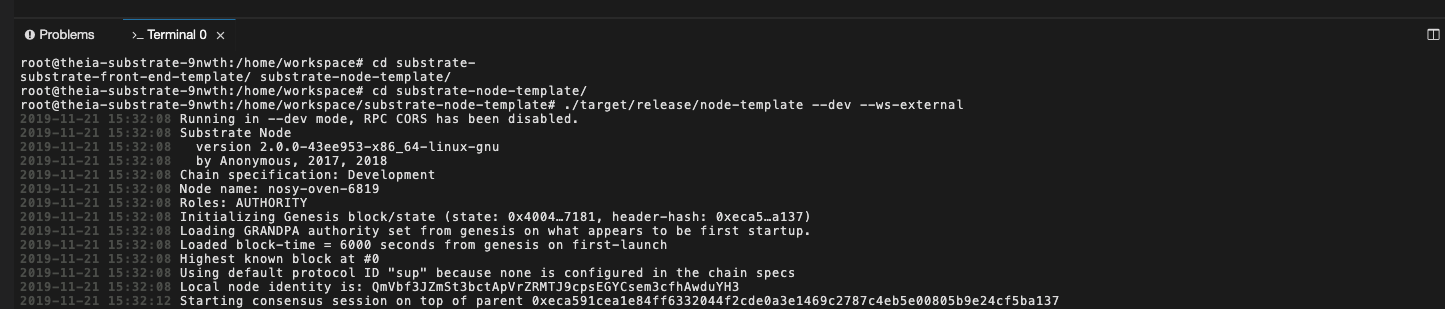 Problems
>_ Terminal 0 ×
root@theia-substrate-9nwth:/home/workspace# cd substrate-
substrate-front-end-template/ substrate-node-template/
root@theia-substrate-9nwth:/home/workspace# cd substrate-node-template/
root@theia-substrate-9nwth:/home/workspace/substrate-node-template# ./target/release/node-template --dev --ws-external
2019-11-21 15:32:08 Running in --dev mode, RPC CORS has been disabled.
2019-11-21 15:32:08 Substrate Node
2019-11-21 15:32:08   version 2.0.0-43ee953-x86_64-linux-gnu
2019-11-21 15:32:08   by Anonymous, 2017, 2018
2019-11-21 15:32:08 Chain specification: Development
2019-11-21 15:32:08 Node name: nosy-oven-6819
2019-11-21 15:32:08 Roles: AUTHORITY
2019-11-21 15:32:08 Initializing Genesis block/state (state: 0x4004…7181, header-hash: 0xeca5…a137)
2019-11-21 15:32:08 Loading GRANDPA authority set from genesis on what appears to be first startup.
2019-11-21 15:32:08 Loaded block-time = 6000 seconds from genesis on first-launch
2019-11-21 15:32:08 Highest known block at #0
2019-11-21 15:32:08 Using default protocol ID "sup" because none is configured in the chain specs
2019-11-21 15:32:08 Local node identity is: QmVbf3JZmSt3bctApVrZRMTJ9cpsEGYCsem3cfhAwduYH3
2019-11-21 15:32:12 Starting consensus session on top of parent 0xeca591cea1e84ff6332044f2cde0a3e1469c2787c4eb5e00805b9e24cf5ba137